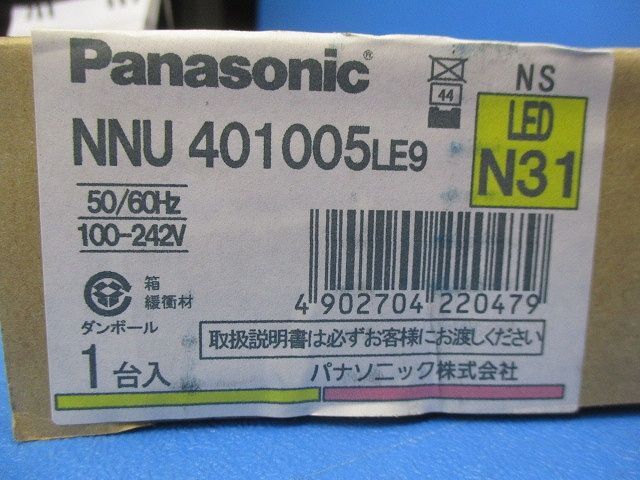 Panasonic®
44
NS
NNU 401005LE9
LED
N31
50/60Hz
100-242V
箱
緩衝材
ダンボール
4 902704 220479
取扱説明書は必ずお客様にお渡しください
1台入
パナソニック株式会社